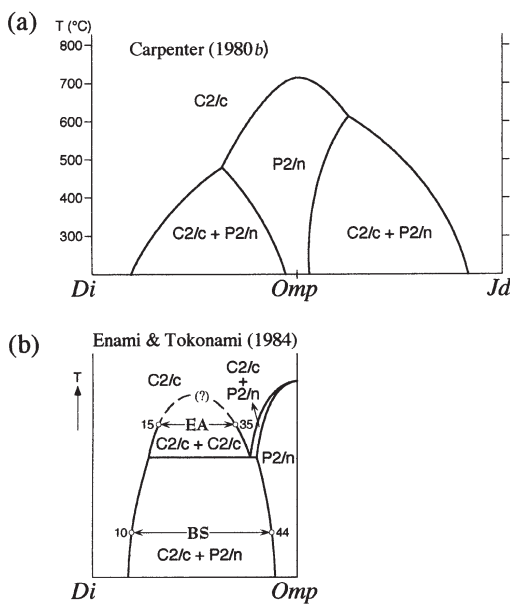 (a)
T (°C)
Carpenter (1980b)
800
700
600
500
400
300
C2/c
P2/n
C2/c + P2/n
C2/c + P2/n
Di
Omp
Jd
(b)
Enami & Tokonami (1984)
T
C2/c
C2/c
+
P2/n
(?)
15
EA
35
C2/c + C2/c
P2/n
10
BS
44
C2/c + P2/n
Di
Omp